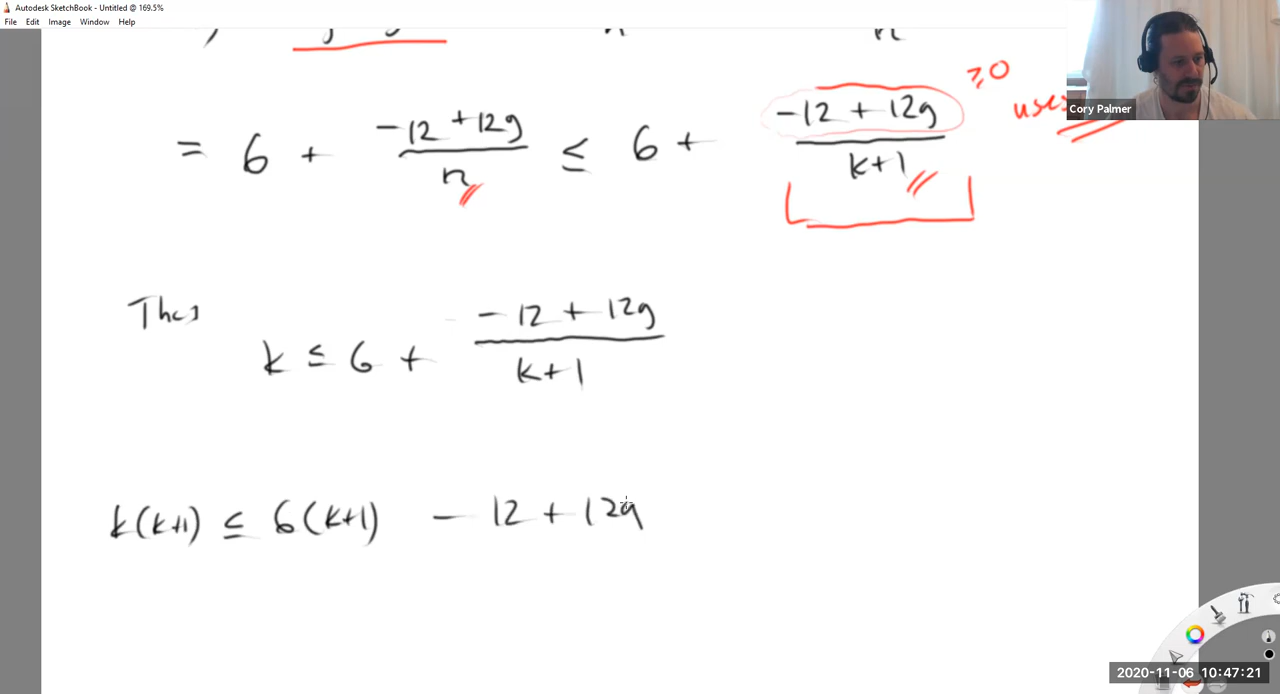 Autodesk SketchBook - Untitled @ 169.5%
File Edit Image Window Help
≥0
= 6 + (-12 + 12g)/n ≤ 6 + (-12 + 12g)/(k+1)
Cory Palmer
Thus
k ≤ 6 + (-12 + 12g)/(k+1)
k(k+1) ≤ 6(k+1) - 12 + 12g
2020-11-06 10:47:21